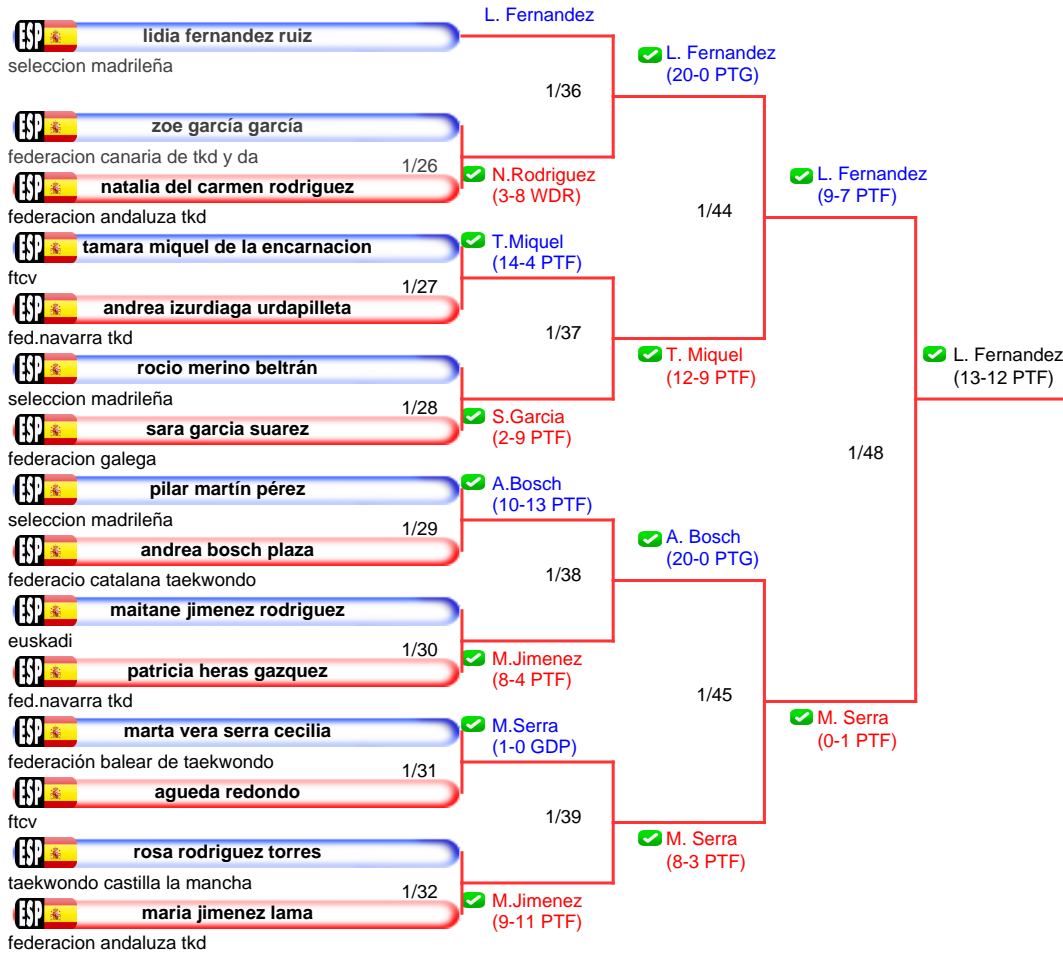 L. Fernandez
ESP lidia fernandez ruiz
seleccion madrileña
L. Fernandez
(20-0 PTG)
1/36
ESP zoe garcía garcía
federacion canaria de tkd y da
1/26
N.Rodriguez
(3-8 WDR)
ESP natalia del carmen rodriguez
federacion andaluza tkd
L. Fernandez
(9-7 PTF)
1/44
ESP tamara miquel de la encarnacion
ftcv
T.Miquel
(14-4 PTF)
1/27
ESP andrea izurdiaga urdapilleta
fed.navarra tkd
1/37
T. Miquel
(12-9 PTF)
L. Fernandez
(13-12 PTF)
ESP rocio merino beltrán
seleccion madrileña
1/28
S.Garcia
(2-9 PTF)
ESP sara garcia suarez
federacion galega
1/48
ESP pilar martín pérez
seleccion madrileña
A.Bosch
(10-13 PTF)
1/29
ESP andrea bosch plaza
federacio catalana taekwondo
A. Bosch
(20-0 PTG)
1/38
ESP maitane jimenez rodriguez
euskadi
1/30
M.Jimenez
(8-4 PTF)
ESP patricia heras gazquez
fed.navarra tkd
1/45
M. Serra
(0-1 PTF)
ESP marta vera serra cecilia
federación balear de taekwondo
M.Serra
(1-0 GDP)
1/31
ESP agueda redondo
ftcv
1/39
M. Serra
(8-3 PTF)
ESP rosa rodriguez torres
taekwondo castilla la mancha
1/32
M.Jimenez
(9-11 PTF)
ESP maria jimenez lama
federacion andaluza tkd